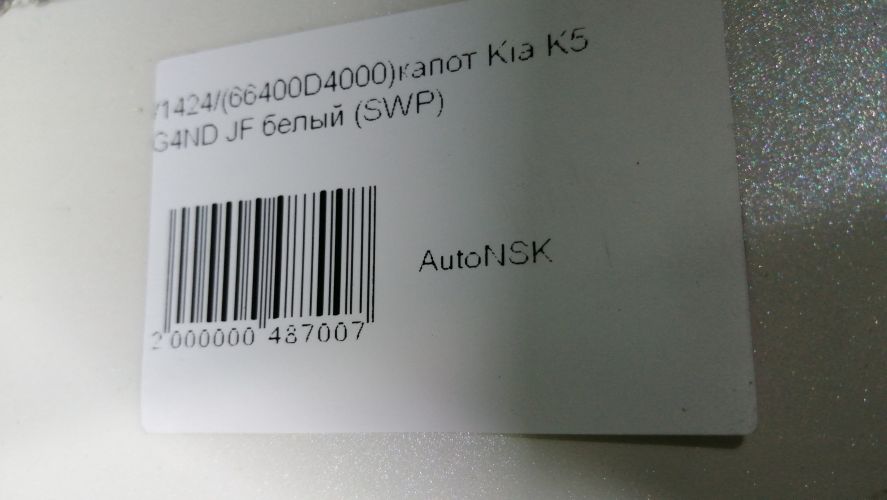 /1424/(66400D4000)капот Kia K5
G4ND JF белый (SWP)
AutoNSK
2 000000 487007